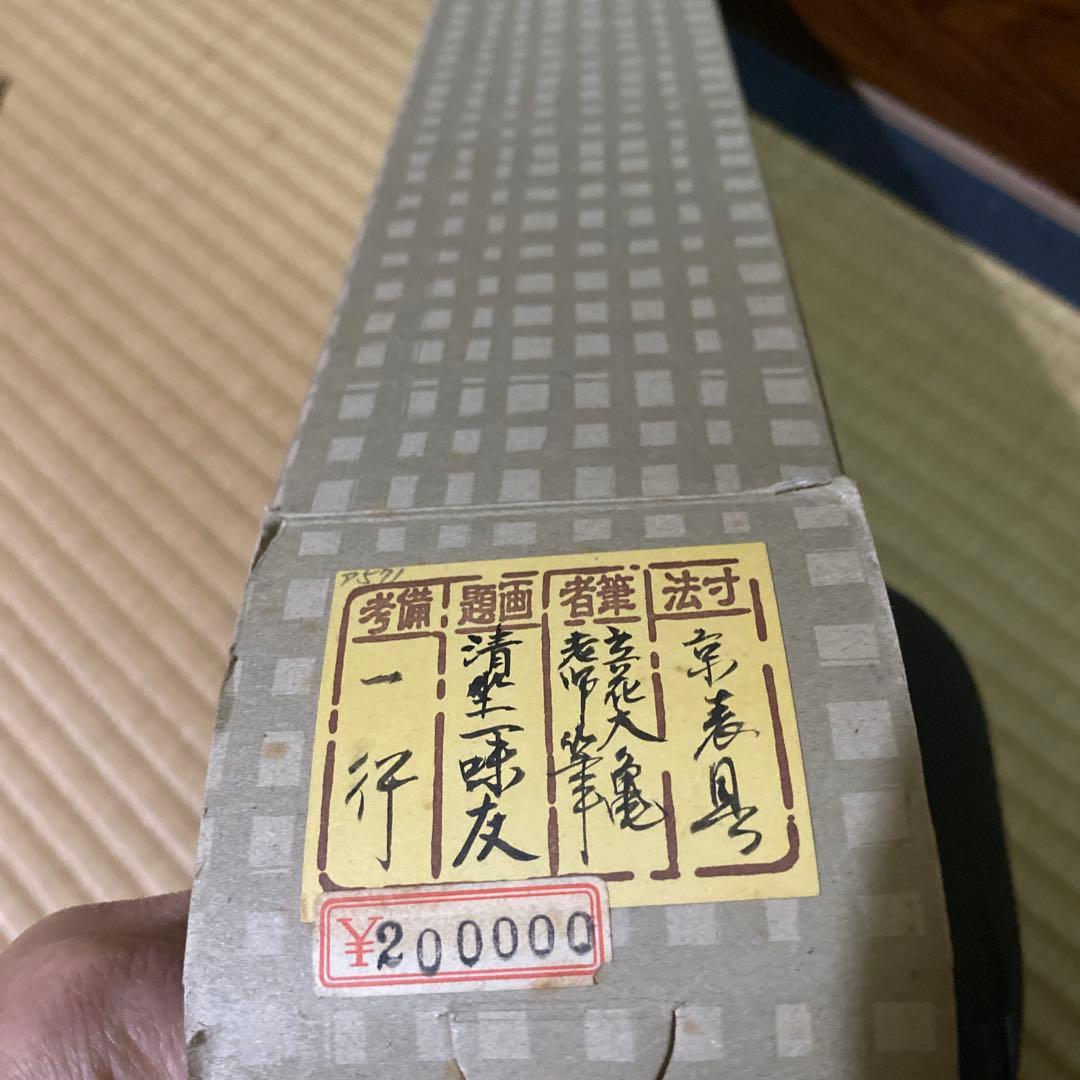 P571
寸法
京表具
筆者
立花大亀
老師筆
画題
清坐一味友
備考
一行
¥200000